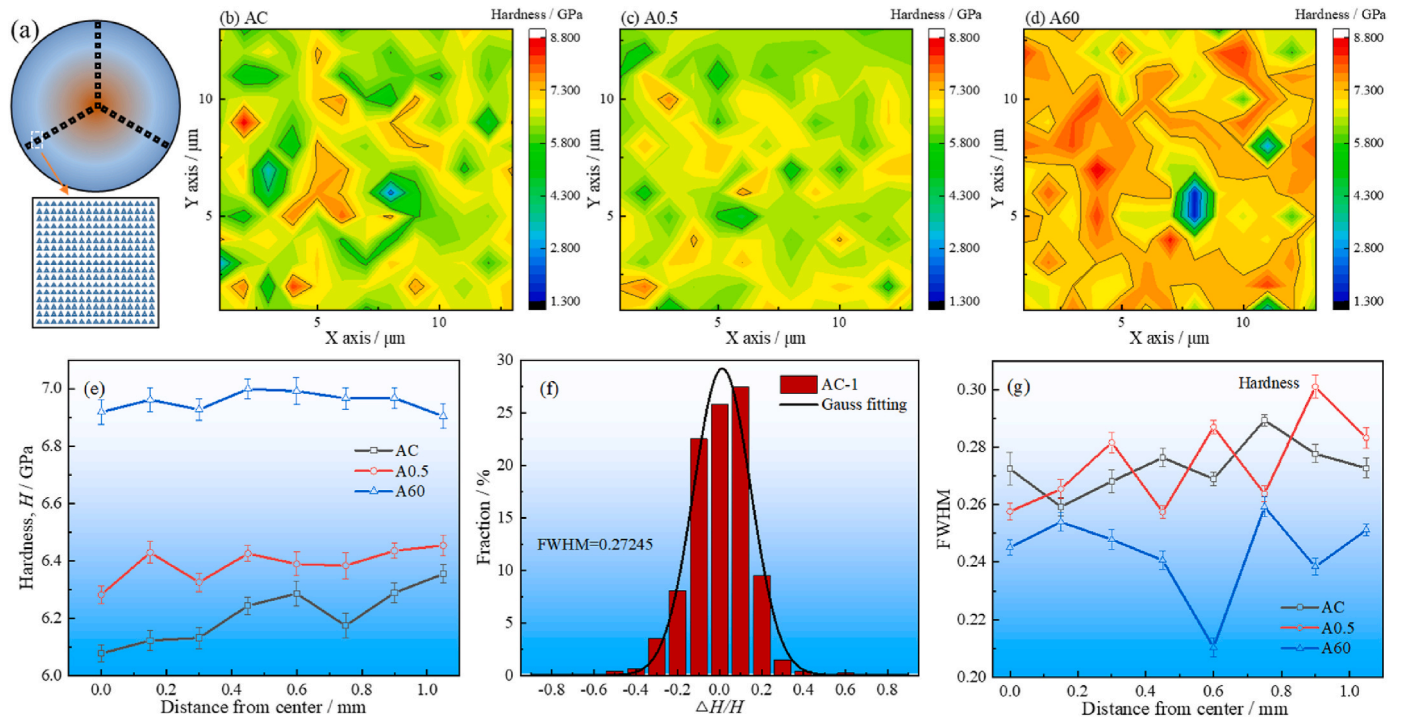 (a)
(b) AC
Hardness / GPa
8.800
7.300
5.800
4.300
2.800
1.300
10
5
5
10
Y axis / μm
X axis / μm
(c) A0.5
Hardness / GPa
8.800
7.300
5.800
4.300
2.800
1.300
10
5
5
10
Y axis / μm
X axis / μm
(d) A60
Hardness / GPa
8.800
7.300
5.800
4.300
2.800
1.300
10
5
5
10
Y axis / μm
X axis / μm
(e)
7.0
6.8
6.6
6.4
6.2
6.0
Hardness, H / GPa
AC
A0.5
A60
0.0 0.2 0.4 0.6 0.8 1.0
Distance from center / mm
(f)
30
25
20
15
10
5
0
Fraction / %
AC-1
Gauss fitting
FWHM=0.27245
-0.8 -0.6 -0.4 -0.2 0.0 0.2 0.4 0.6 0.8
△H/H
(g)
Hardness
0.30
0.28
0.26
0.24
0.22
0.20
FWHM
AC
A0.5
A60
0.0 0.2 0.4 0.6 0.8 1.0
Distance from center / mm